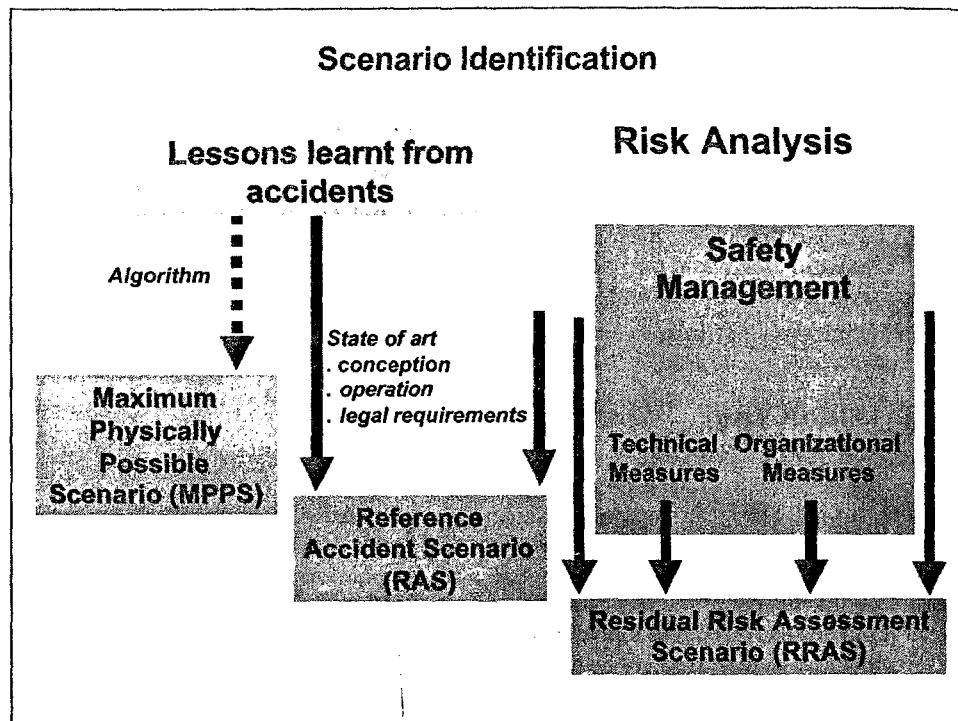 Scenario Identification
Lessons learnt from
accidents
Risk Analysis
Algorithm
State of art
. conception
. operation
. legal requirements
Maximum
Physically
Possible
Scenario (MPPS)
Reference
Accident Scenario
(RAS)
Safety
Management
Technical
Measures
Organizational
Measures
Residual Risk Assessment
Scenario (RRAS)